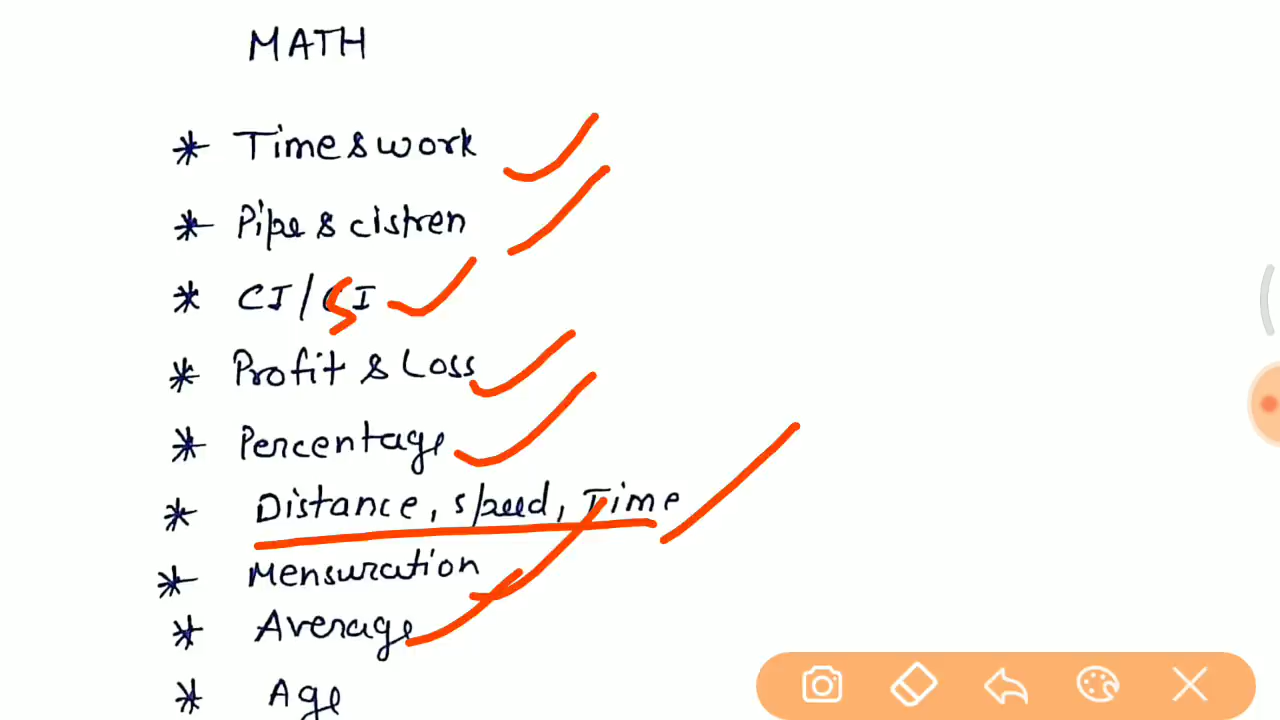 MATH
* Time & work
* Pipe & cistren
* CI/SI
* Profit & Loss
* Percentage
* Distance, speed, Time
* Mensuration
* Average
* Age